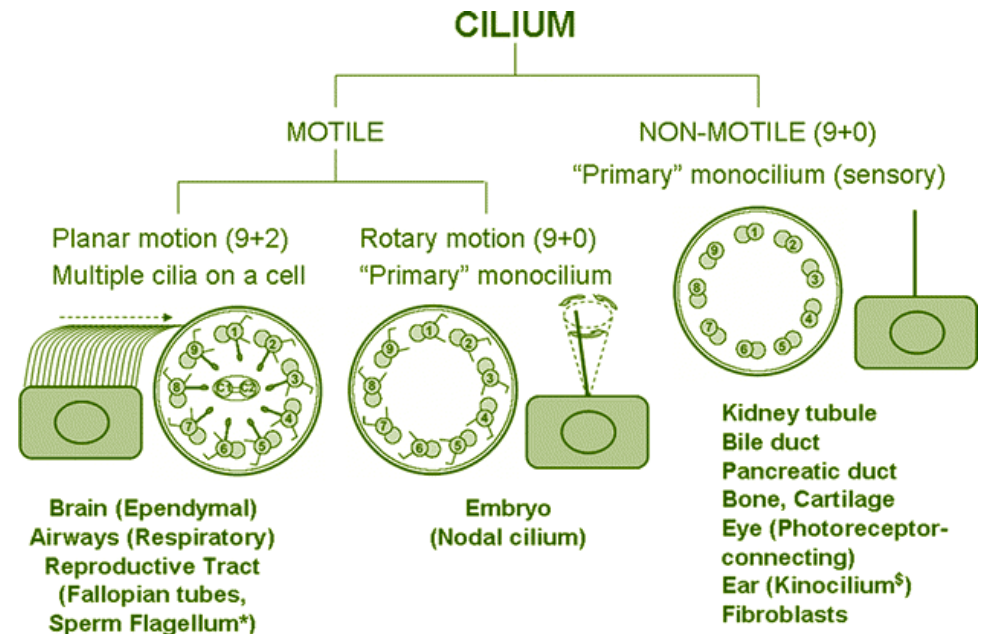 CILIUM
MOTILE
NON-MOTILE (9+0)
“Primary” monocilium (sensory)
Planar motion (9+2)
Multiple cilia on a cell
Rotary motion (9+0)
“Primary” monocilium
1
2
3
4
5
6
7
8
9
C1
C2
1
2
3
4
5
6
7
8
9
1
2
3
4
5
6
7
8
9
Brain (Ependymal)
Airways (Respiratory)
Reproductive Tract
(Fallopian tubes,
Sperm Flagellum*)
Embryo
(Nodal cilium)
Kidney tubule
Bile duct
Pancreatic duct
Bone, Cartilage
Eye (Photoreceptor-
connecting)
Ear (Kinocilium$)
Fibroblasts